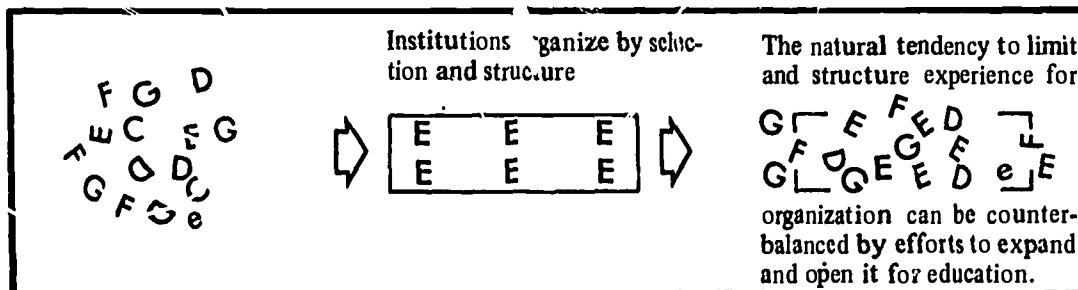 Institutions ganize by selec-
tion and structure
The natural tendency to limit
and structure experience for
F G D
E C E G
F D D C
G F D e
E E E
E E E
G E F E D F
G F D G E G E E D e E
organization can be counter-
balanced by efforts to expand
and open it for education.